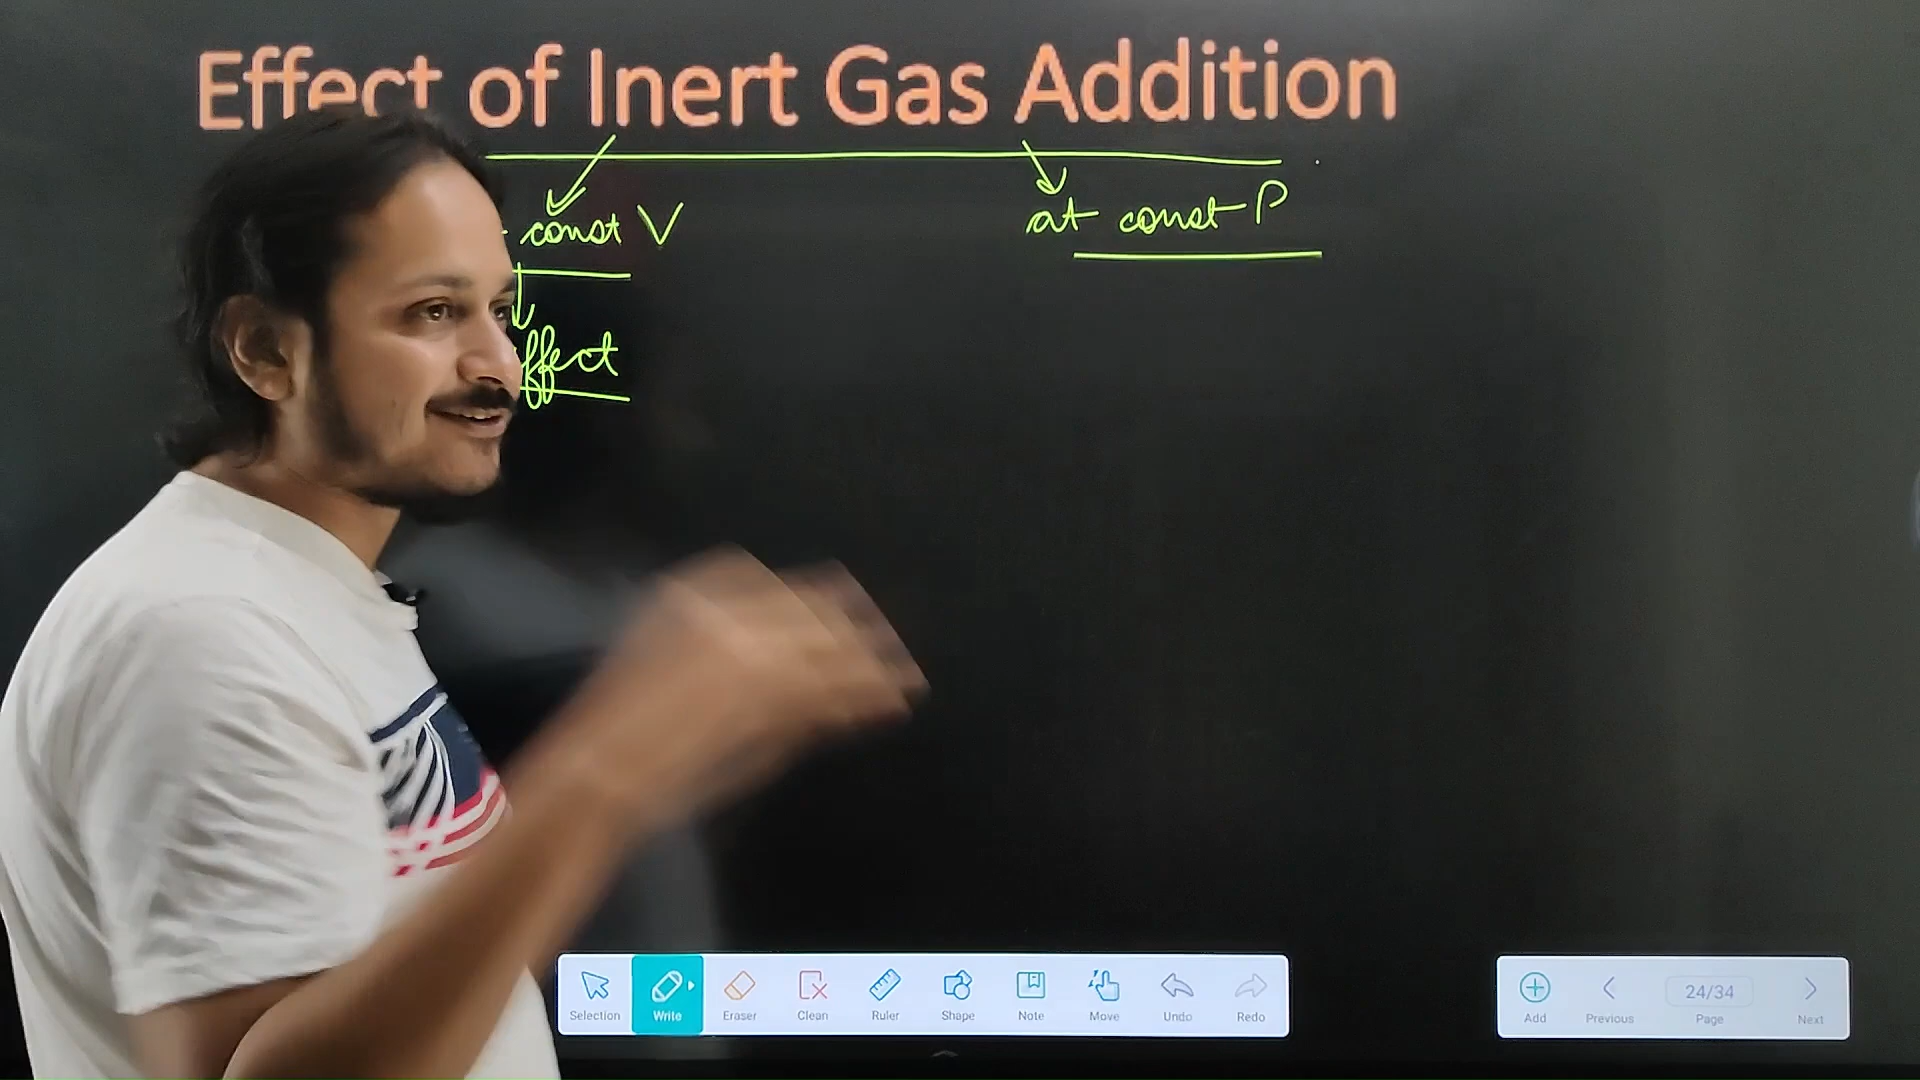 Effect of Inert Gas Addition
const V
at const P
ffect
Selection
Write
Eraser
Clean
Ruler
Shape
Note
Move
Undo
Redo
Add
Previous
24/34
Page
Next